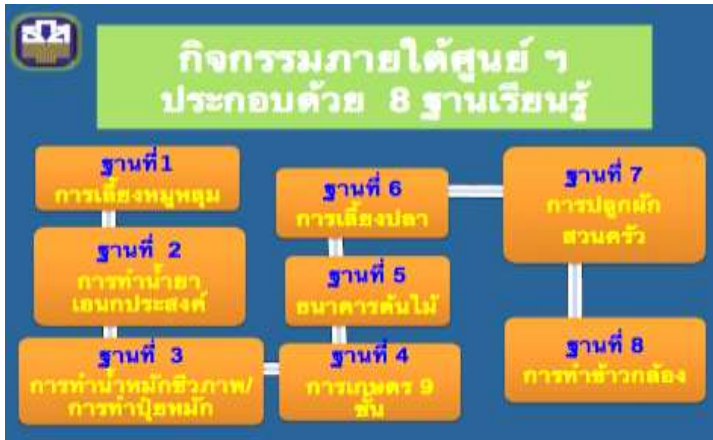 กิจกรรมภายใต้ศูนย์ ฯ
ประกอบด้วย 8 ฐานเรียนรู้
ฐานที่1
การเลี้ยงหมูหลุม
ฐานที่ 2
การทำน้ำยา
เอนกประสงค์
ฐานที่ 3
การทำน้ำหมักชีวภาพ/
การทำปุ๋ยหมัก
ฐานที่ 4
การเกษตร 9
ชั้น
ฐานที่ 5
ธนาคารต้นไม้
ฐานที่ 6
การเลี้ยงปลา
ฐานที่ 7
การปลูกผัก
สวนครัว
ฐานที่ 8
การทำข้าวกล้อง